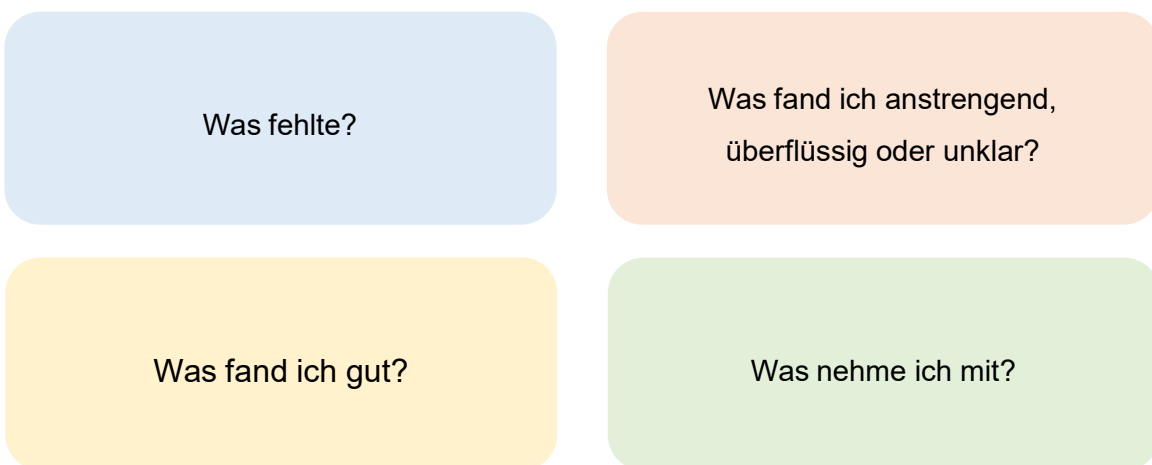 Was fehlte?
Was fand ich anstrengend,
überflüssig oder unklar?
Was fand ich gut?
Was nehme ich mit?